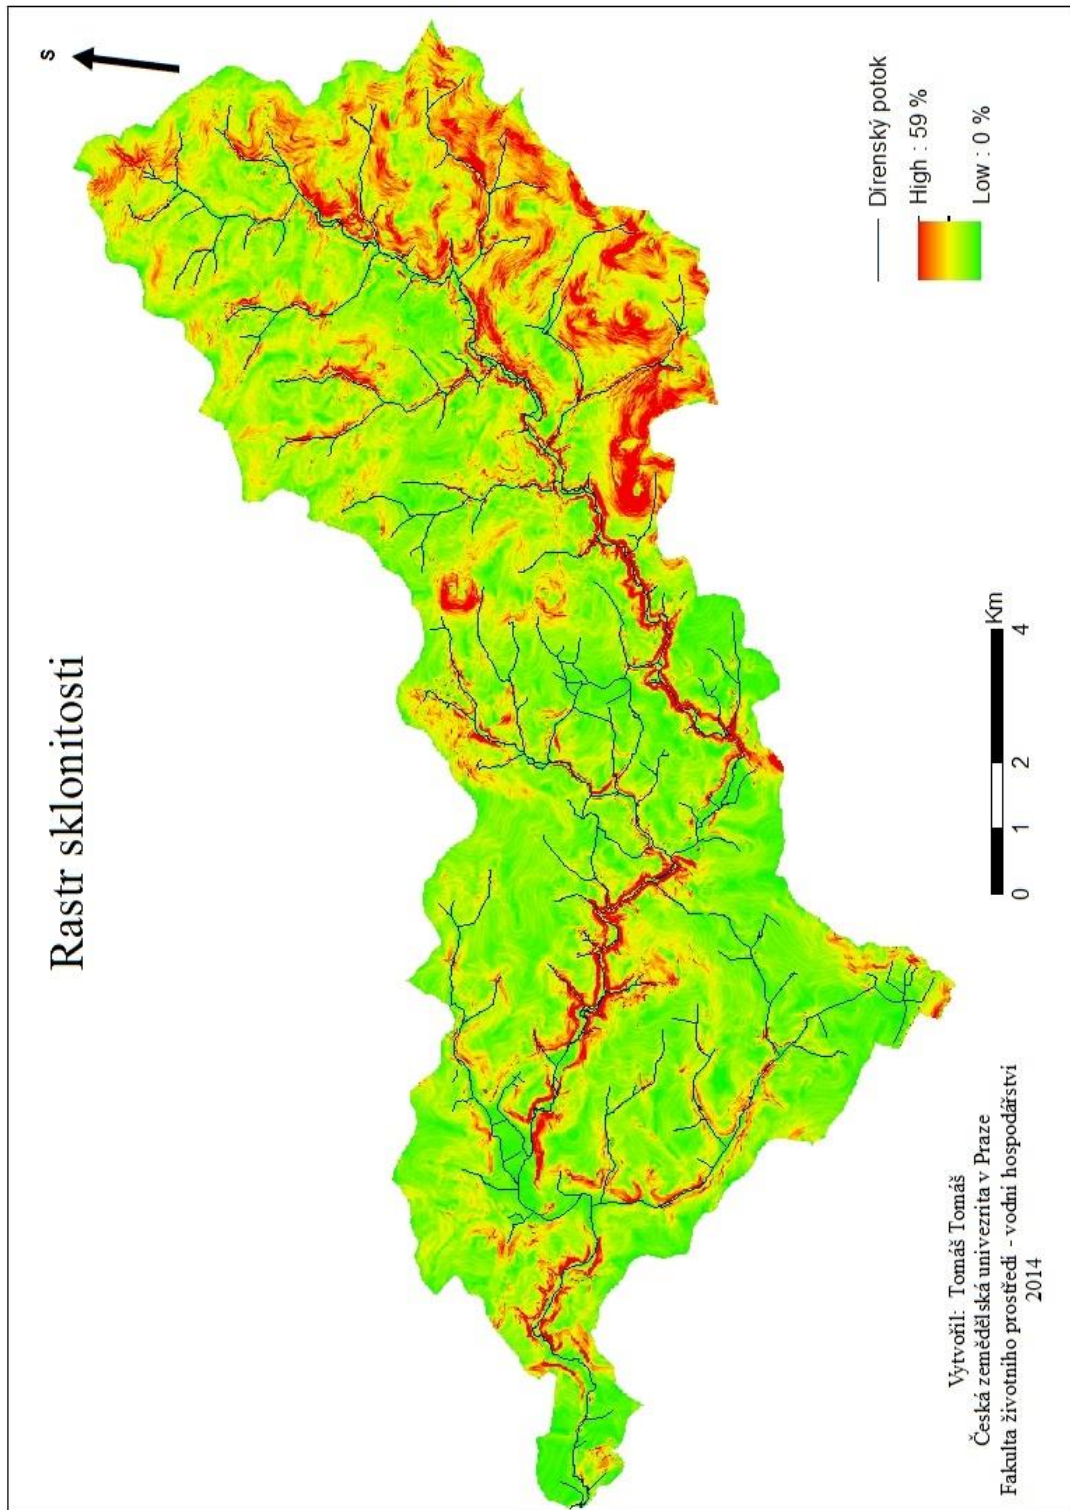 Rastr sklonitosti
S
Dírenský potok
High : 59 %
Low : 0 %
Km
0 1 2 4
Vytvořil: Tomáš Tomáš
Česká zemědělská univezrita v Praze
Fakulta životního prostředí - vodní hospodářství
2014